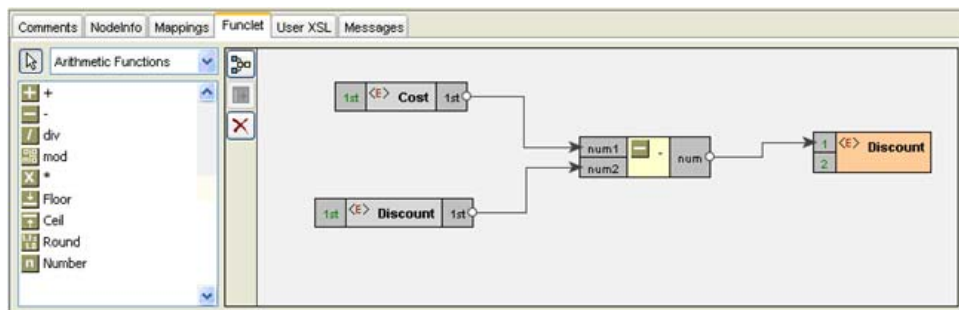 Comments NodeInfo Mappings Funclet User XSL Messages
Arithmetic Functions
+
-
div
mod
*
Floor
Ceil
Round
Number
1st <E> Cost 1st
num1 - num
num2
1 <E> Discount
2
1st <E> Discount 1st